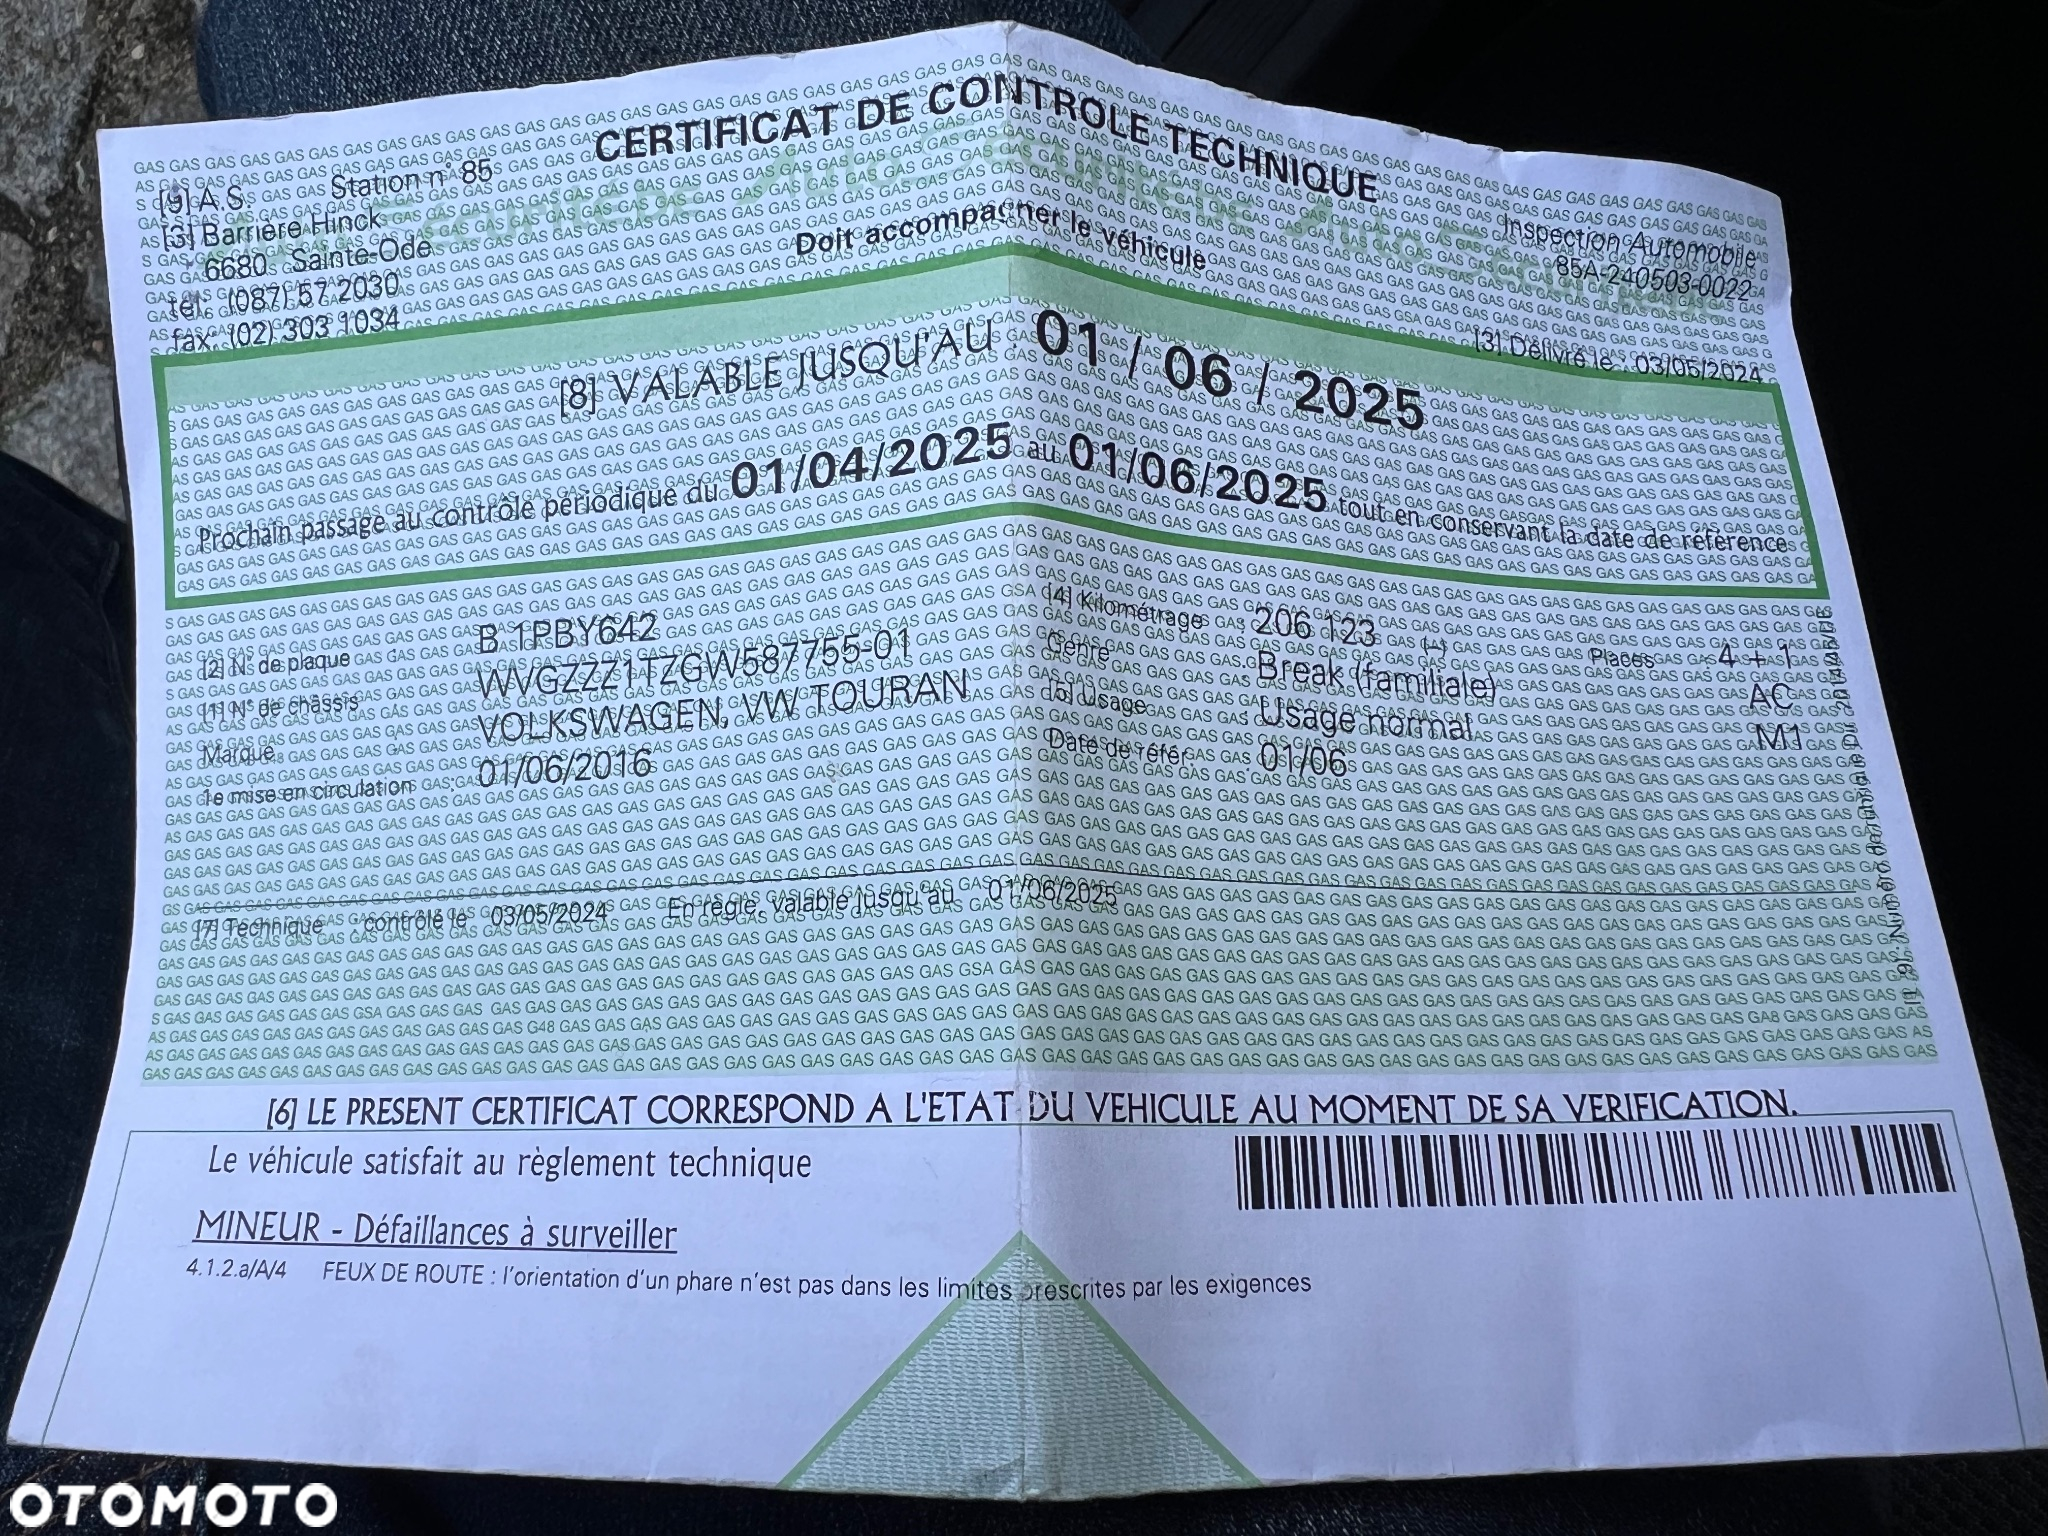 CERTIFICAT DE CONTROLE TECHNIQUE
[9] A.S. Station n° 85
[3] Barriere Hinck
6680 Sainte-Ode
tél.: (087) 57 2030
fax: (02) 303 1034
Doit accompagner le véhicule
Inspection Automobile
85A-240503-0022
[3] Délivré le : 03/05/2024
[8] VALABLE JUSQU'AU : 01 / 06 / 2025
Prochain passage au contrôle périodique du 01/04/2025 au 01/06/2025 tout en conservant la date de référence
[2] N° de plaque : B 1PBY642
[1] N° de châssis : WVGZZZ1TZGW587755-01
Marque : VOLKSWAGEN, VW TOURAN
1e mise en circulation : 01/06/2016
[4] Kilométrage : 206 123 (-)
Places : 4 + 1
Genre : Break (familiale) AC
[5] Usage : Usage normal M1
Date de référ. : 01/06
[7] Technique : contrôlé le 03/05/2024 En règle, valable jusqu'au 01/06/2025
[6] LE PRESENT CERTIFICAT CORRESPOND A L'ETAT DU VEHICULE AU MOMENT DE SA VERIFICATION.
Le véhicule satisfait au règlement technique
MINEUR - Défaillances à surveiller
4.1.2.a/A/4 FEUX DE ROUTE : l'orientation d'un phare n'est pas dans les limites prescrites par les exigences
OTOMOTO